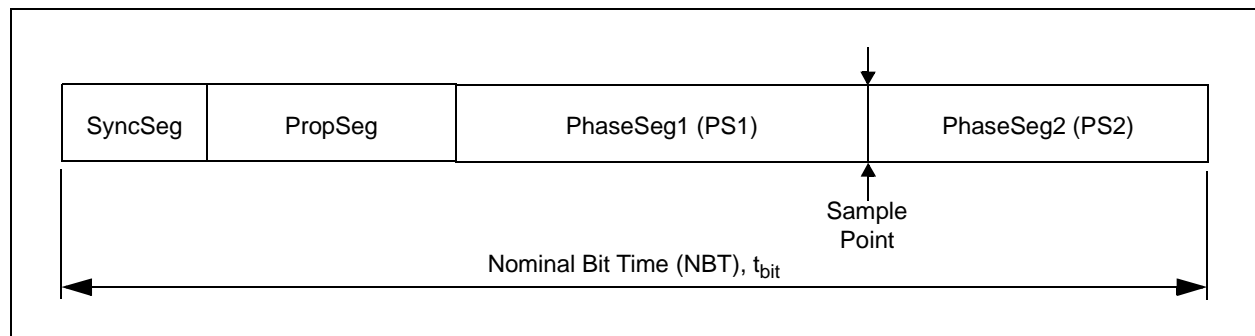 SyncSeg PropSeg PhaseSeg1 (PS1) PhaseSeg2 (PS2)
Sample
Point
Nominal Bit Time (NBT), tbit